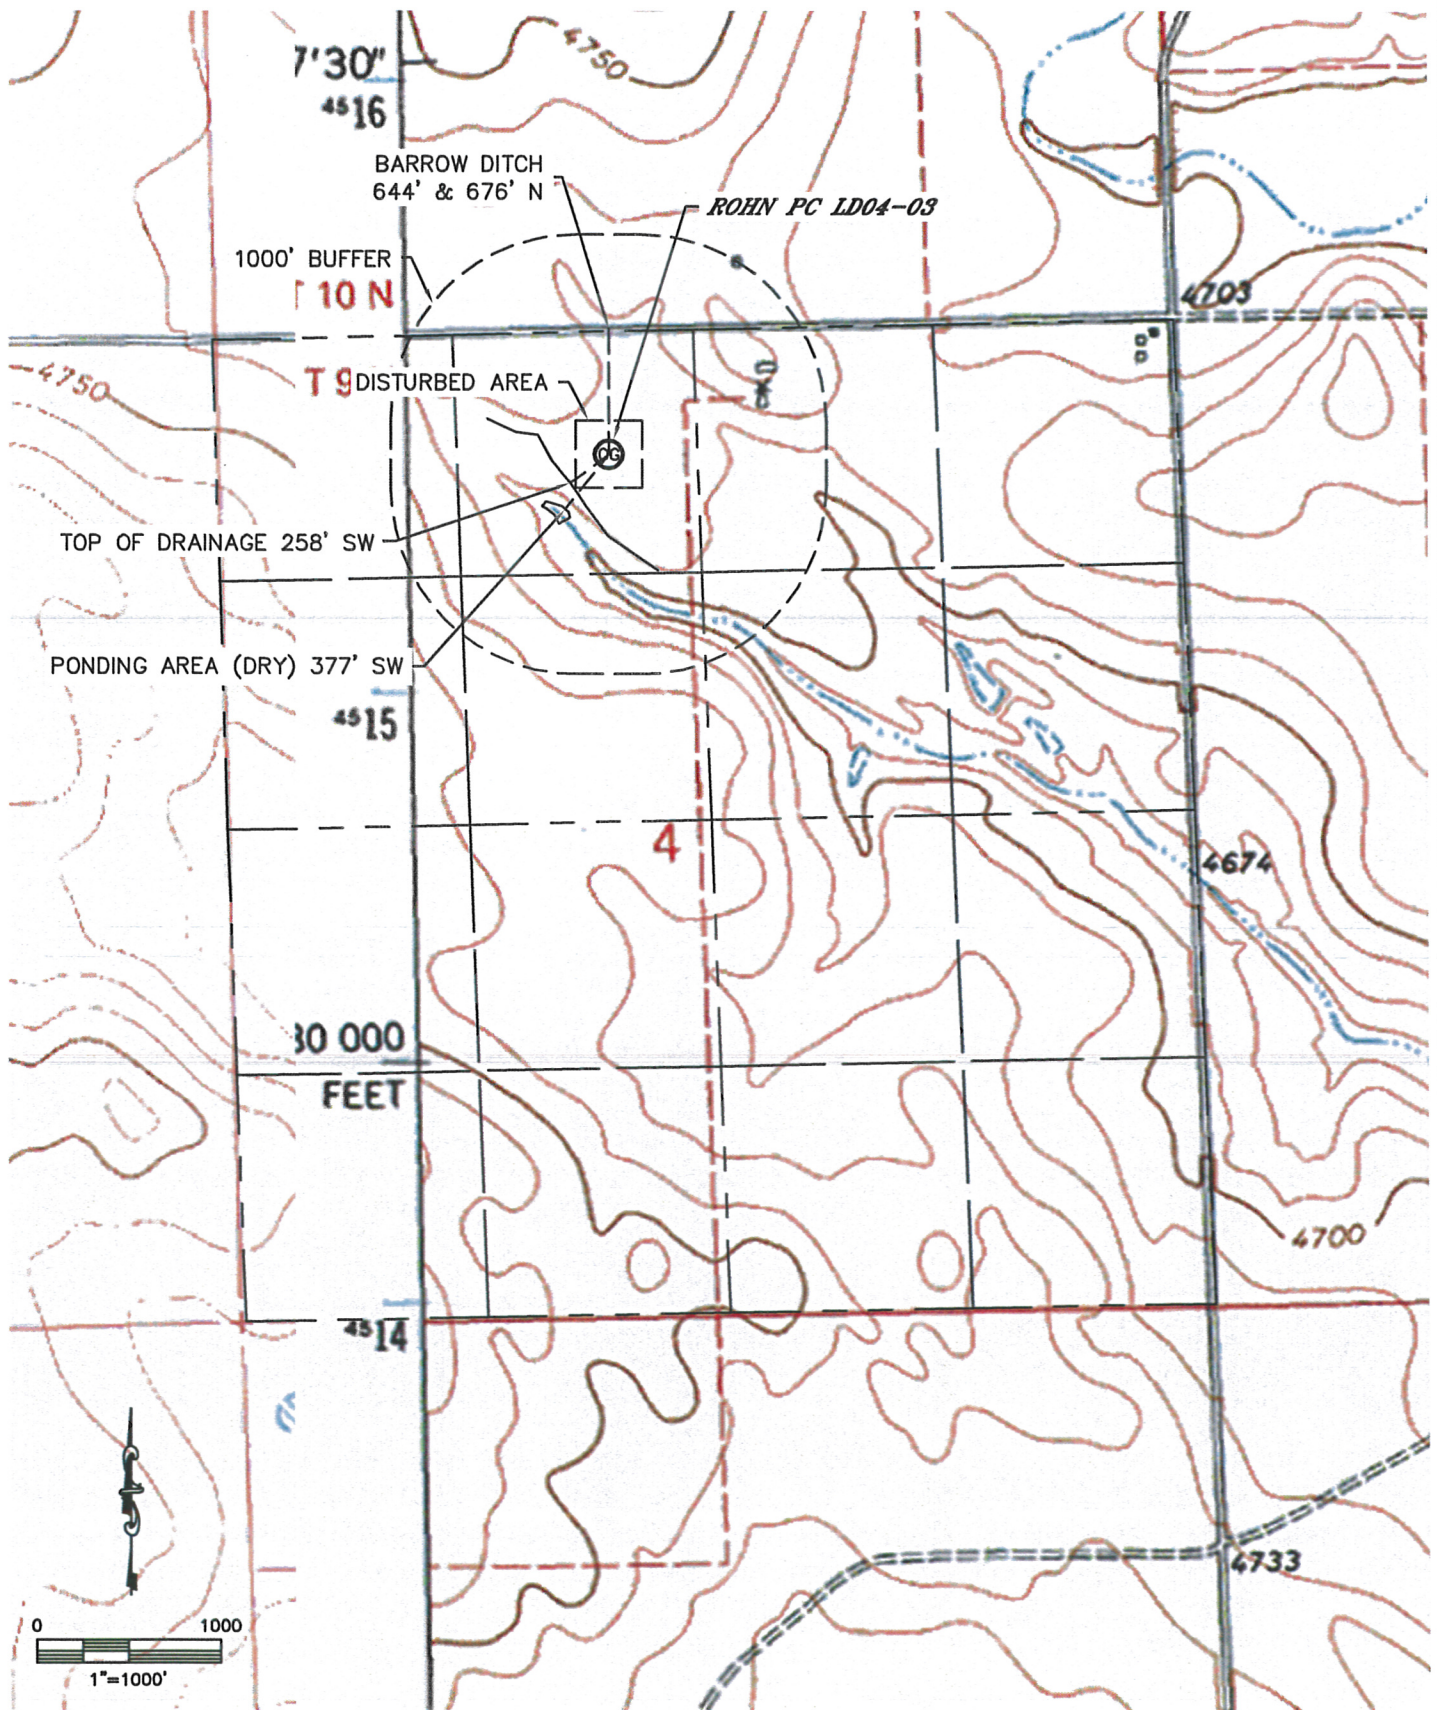 4750
7'30"
4516
BARROW DITCH
644' & 676' N
ROHN PC LD04-03
1000' BUFFER
T 10 N
4703
4750
T 9
DISTURBED AREA
OG
TOP OF DRAINAGE 258' SW
PONDING AREA (DRY) 377' SW
4515
4
4674
30 000
FEET
4700
4514
4733
0 1000
1"=1000'